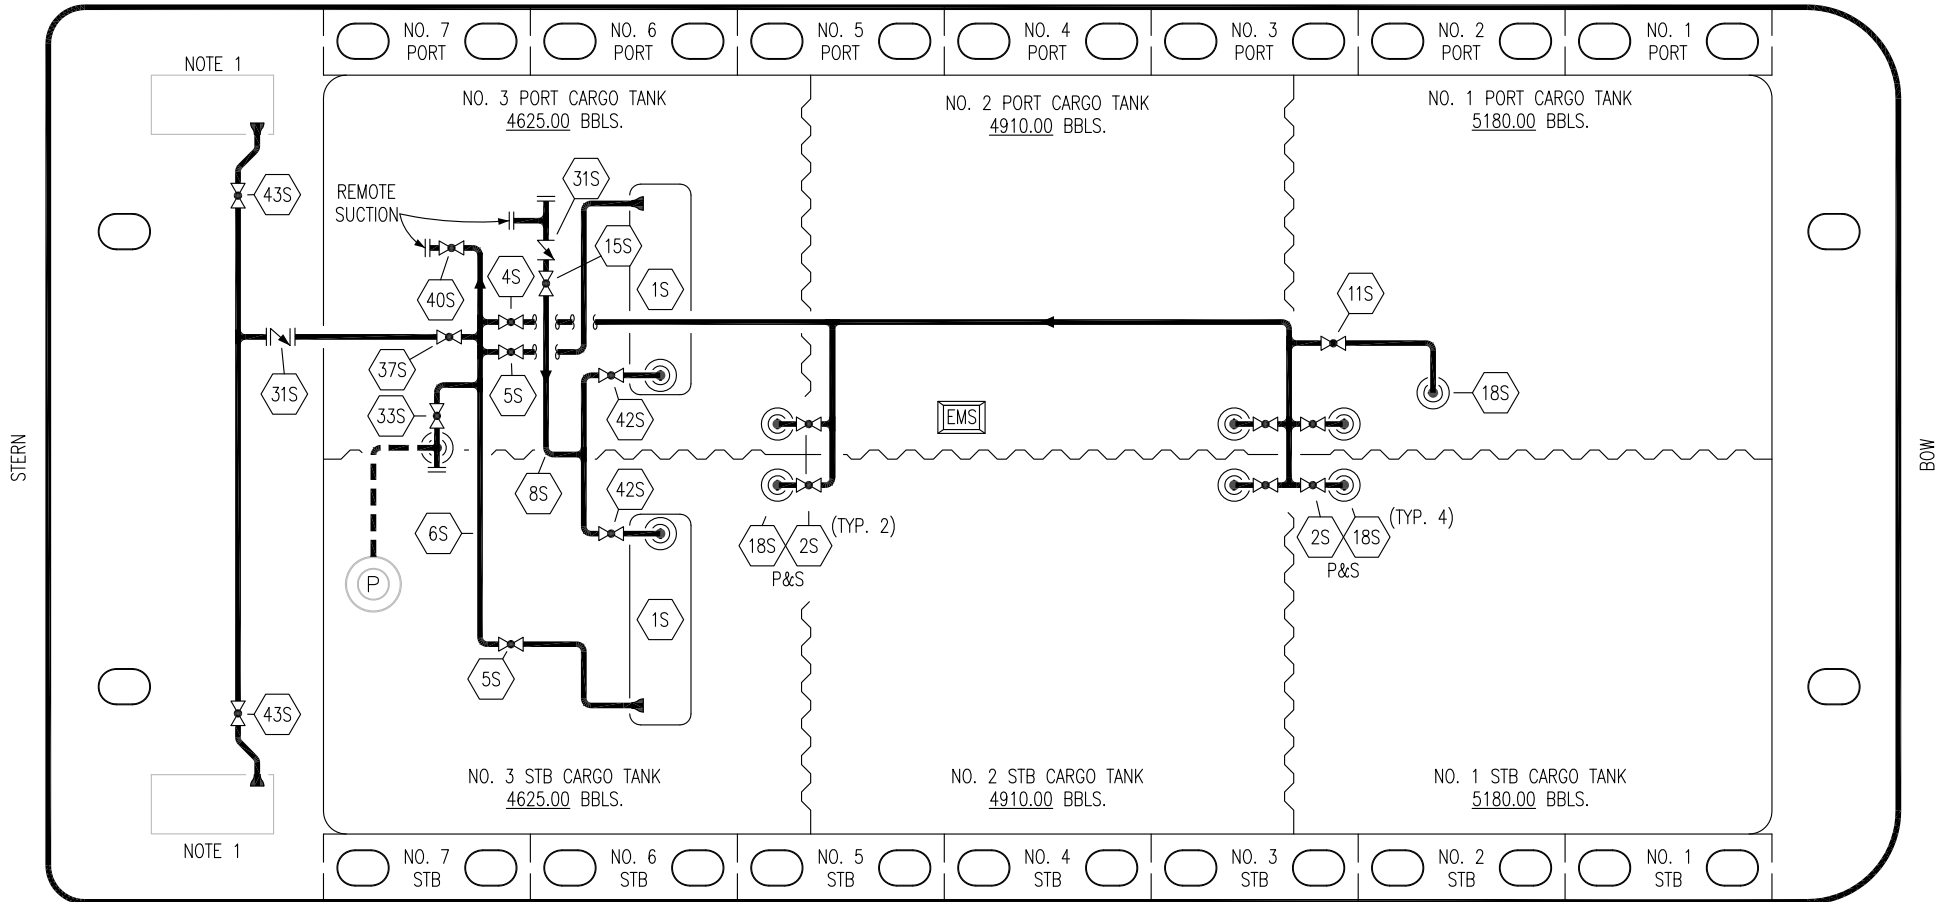 NO. 7 PORT
NO. 6 PORT
NO. 5 PORT
NO. 4 PORT
NO. 3 PORT
NO. 2 PORT
NO. 1 PORT
NOTE 1
NO. 3 PORT CARGO TANK
4625.00 BBLS.
NO. 2 PORT CARGO TANK
4910.00 BBLS.
NO. 1 PORT CARGO TANK
5180.00 BBLS.
43S
REMOTE
SUCTION
31S
15S
4S
40S
1S
11S
37S
31S
5S
33S
42S
EMS
18S
STERN
BOW
8S
42S
6S
18S
2S
(TYP. 2)
P&S
2S
18S
(TYP. 4)
P&S
P
1S
5S
43S
NO. 3 STB CARGO TANK
4625.00 BBLS.
NO. 2 STB CARGO TANK
4910.00 BBLS.
NO. 1 STB CARGO TANK
5180.00 BBLS.
NOTE 1
NO. 7 STB
NO. 6 STB
NO. 5 STB
NO. 4 STB
NO. 3 STB
NO. 2 STB
NO. 1 STB